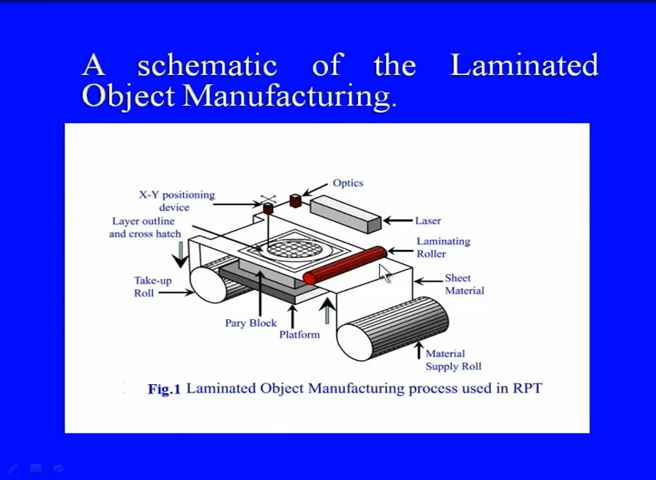 A schematic of the Laminated
Object Manufacturing.
Optics
X-Y positioning
device
Layer outline
and cross hatch
Laser
Laminating
Roller
Take-up
Roll
Sheet
Material
Pary Block
Platform
Material
Supply Roll
Fig.1 Laminated Object Manufacturing process used in RPT